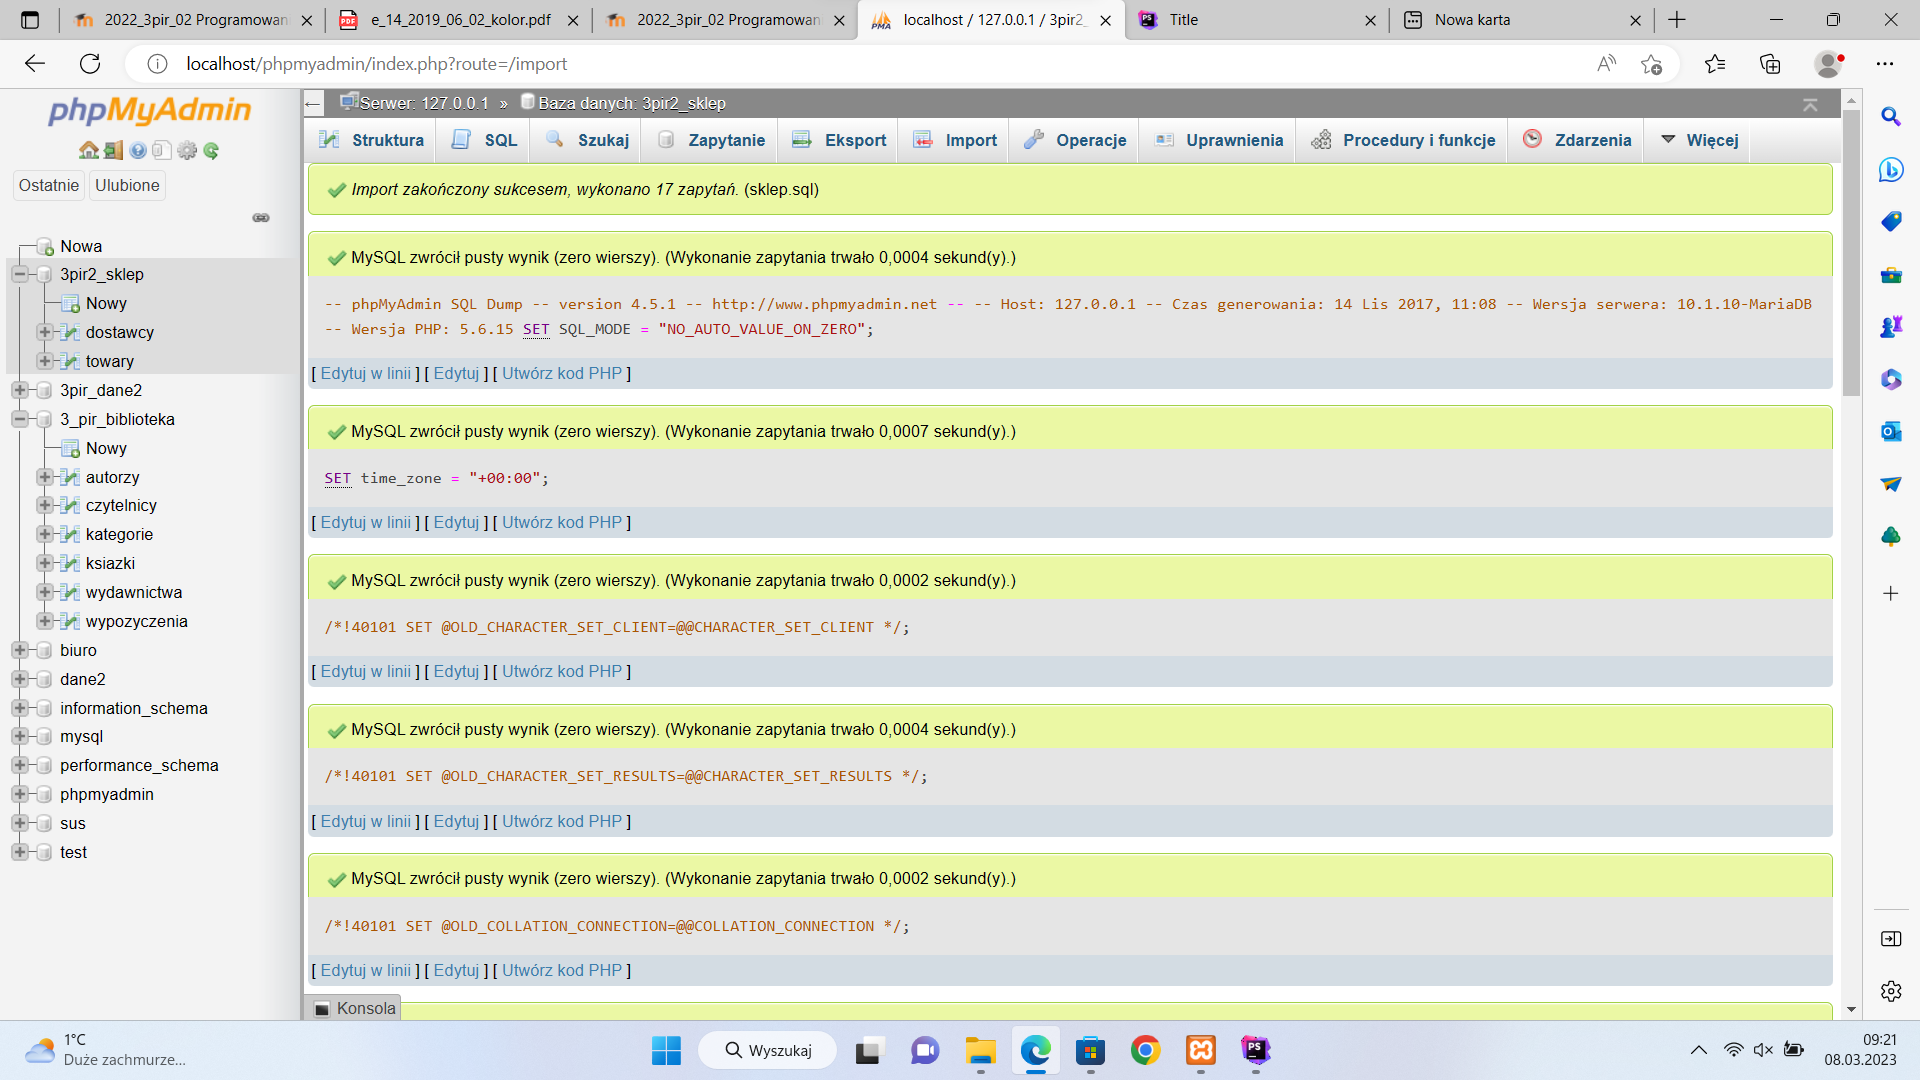 2022_3pir_02 Programowan
e_14_2019_06_02_kolor.pdf
2022_3pir_02 Programowan
localhost / 127.0.0.1 / 3pir2_
Title
Nowa karta
localhost/phpmyadmin/index.php?route=/import
phpMyAdmin
Ostatnie
Ulubione
Nowa
3pir2_sklep
Nowy
dostawcy
towary
3pir_dane2
3_pir_biblioteka
Nowy
autorzy
czytelnicy
kategorie
ksiazki
wydawnictwa
wypozyczenia
biuro
dane2
information_schema
mysql
performance_schema
phpmyadmin
sus
test
Serwer: 127.0.0.1 » Baza danych: 3pir2_sklep
Struktura SQL Szukaj Zapytanie Eksport Import Operacje Uprawnienia Procedury i funkcje Zdarzenia Więcej
Import zakończony sukcesem, wykonano 17 zapytań. (sklep.sql)
MySQL zwrócił pusty wynik (zero wierszy). (Wykonanie zapytania trwało 0,0004 sekund(y).)
-- phpMyAdmin SQL Dump -- version 4.5.1 -- http://www.phpmyadmin.net -- -- Host: 127.0.0.1 -- Czas generowania: 14 Lis 2017, 11:08 -- Wersja serwera: 10.1.10-MariaDB
-- Wersja PHP: 5.6.15 SET SQL_MODE = "NO_AUTO_VALUE_ON_ZERO";
[ Edytuj w linii ] [ Edytuj ] [ Utwórz kod PHP ]
MySQL zwrócił pusty wynik (zero wierszy). (Wykonanie zapytania trwało 0,0007 sekund(y).)
SET time_zone = "+00:00";
[ Edytuj w linii ] [ Edytuj ] [ Utwórz kod PHP ]
MySQL zwrócił pusty wynik (zero wierszy). (Wykonanie zapytania trwało 0,0002 sekund(y).)
/*!40101 SET @OLD_CHARACTER_SET_CLIENT=@@CHARACTER_SET_CLIENT */;
[ Edytuj w linii ] [ Edytuj ] [ Utwórz kod PHP ]
MySQL zwrócił pusty wynik (zero wierszy). (Wykonanie zapytania trwało 0,0004 sekund(y).)
/*!40101 SET @OLD_CHARACTER_SET_RESULTS=@@CHARACTER_SET_RESULTS */;
[ Edytuj w linii ] [ Edytuj ] [ Utwórz kod PHP ]
MySQL zwrócił pusty wynik (zero wierszy). (Wykonanie zapytania trwało 0,0002 sekund(y).)
/*!40101 SET @OLD_COLLATION_CONNECTION=@@COLLATION_CONNECTION */;
[ Edytuj w linii ] [ Edytuj ] [ Utwórz kod PHP ]
Konsola
1°C
Duże zachmurze...
Wyszukaj
09:21
08.03.2023